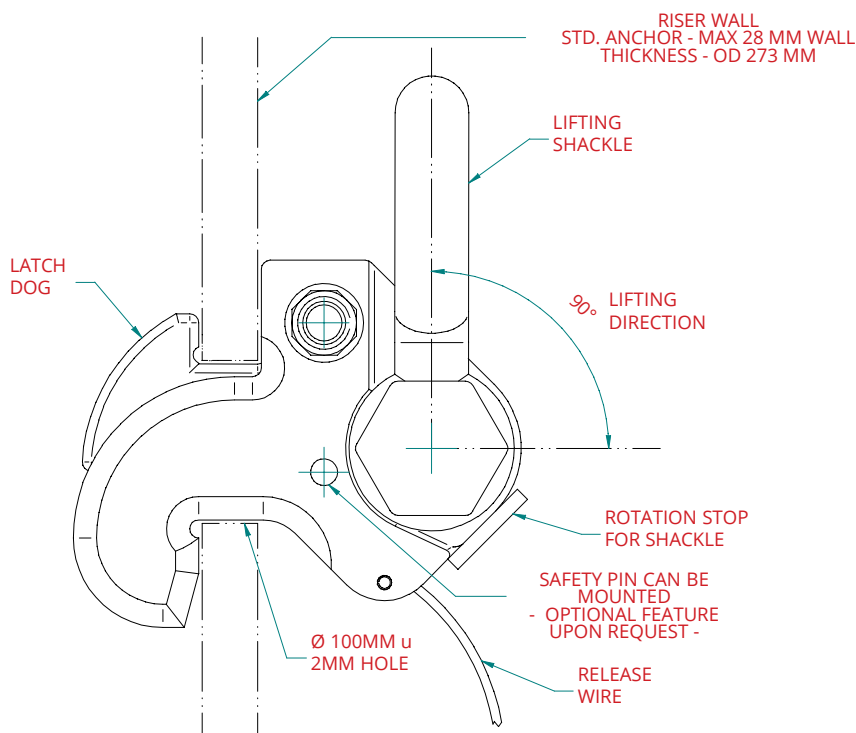 RISER WALL
STD. ANCHOR - MAX 28 MM WALL
THICKNESS - OD 273 MM
LIFTING
SHACKLE
LATCH
DOG
90°
LIFTING
DIRECTION
ROTATION STOP
FOR SHACKLE
SAFETY PIN CAN BE
MOUNTED
- OPTIONAL FEATURE
UPON REQUEST -
Ø 100MM u
2MM HOLE
RELEASE
WIRE